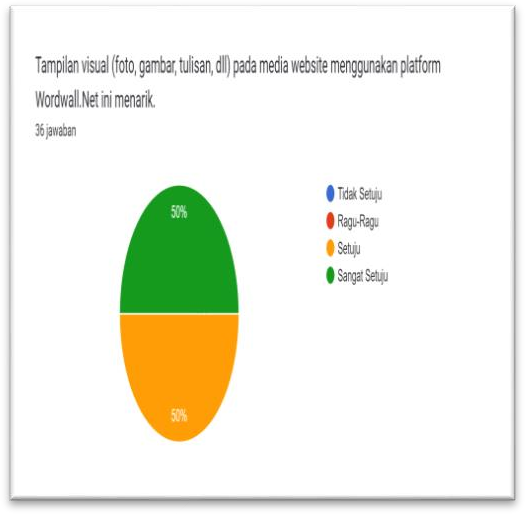 Tampilan visual (foto, gambar, tulisan, dll) pada media website menggunakan platform
Wordwall.Net ini menarik.
36 jawaban
50%
50%
Tidak Setuju
Ragu-Ragu
Setuju
Sangat Setuju